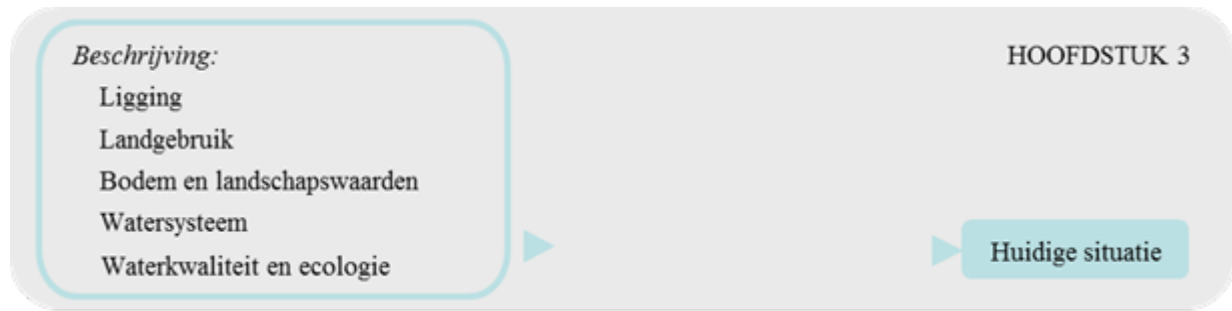 Beschrijving:
Ligging
Landgebruik
Bodem en landschapswaarden
Watersysteem
Waterkwaliteit en ecologie
HOOFDSTUK 3
Huidige situatie